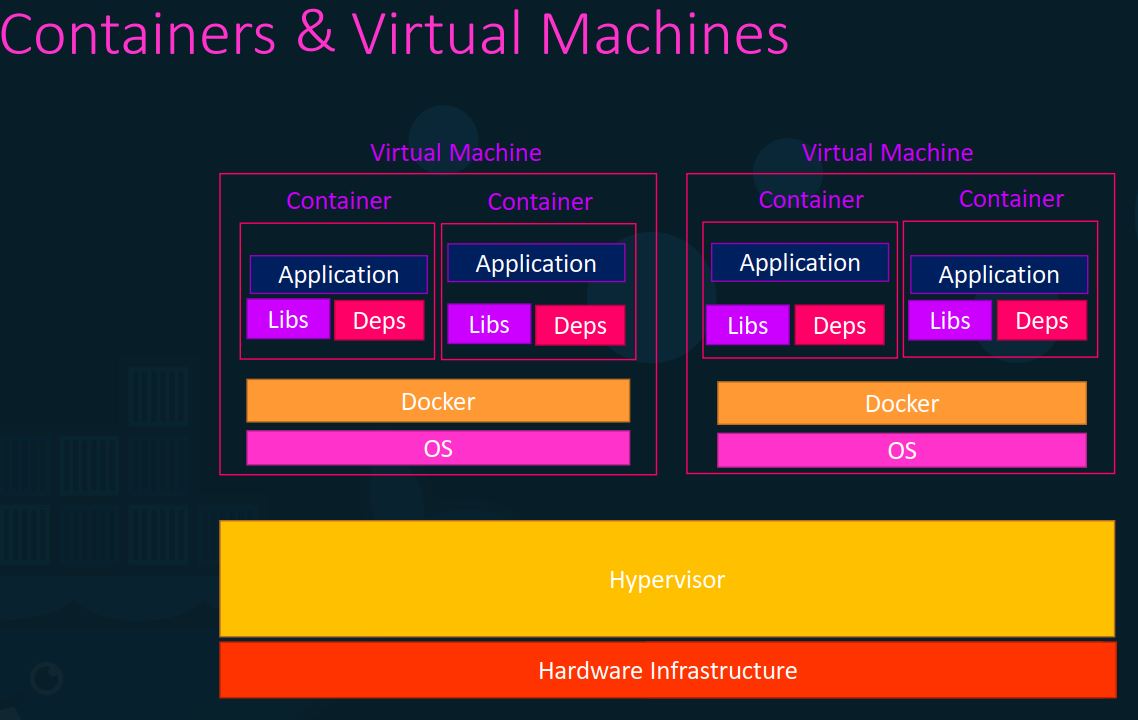 Containers & Virtual Machines
Virtual Machine
Container
Application
Libs
Deps
Container
Application
Libs
Deps
Docker
OS
Virtual Machine
Container
Application
Libs
Deps
Container
Application
Libs
Deps
Docker
OS
Hypervisor
Hardware Infrastructure